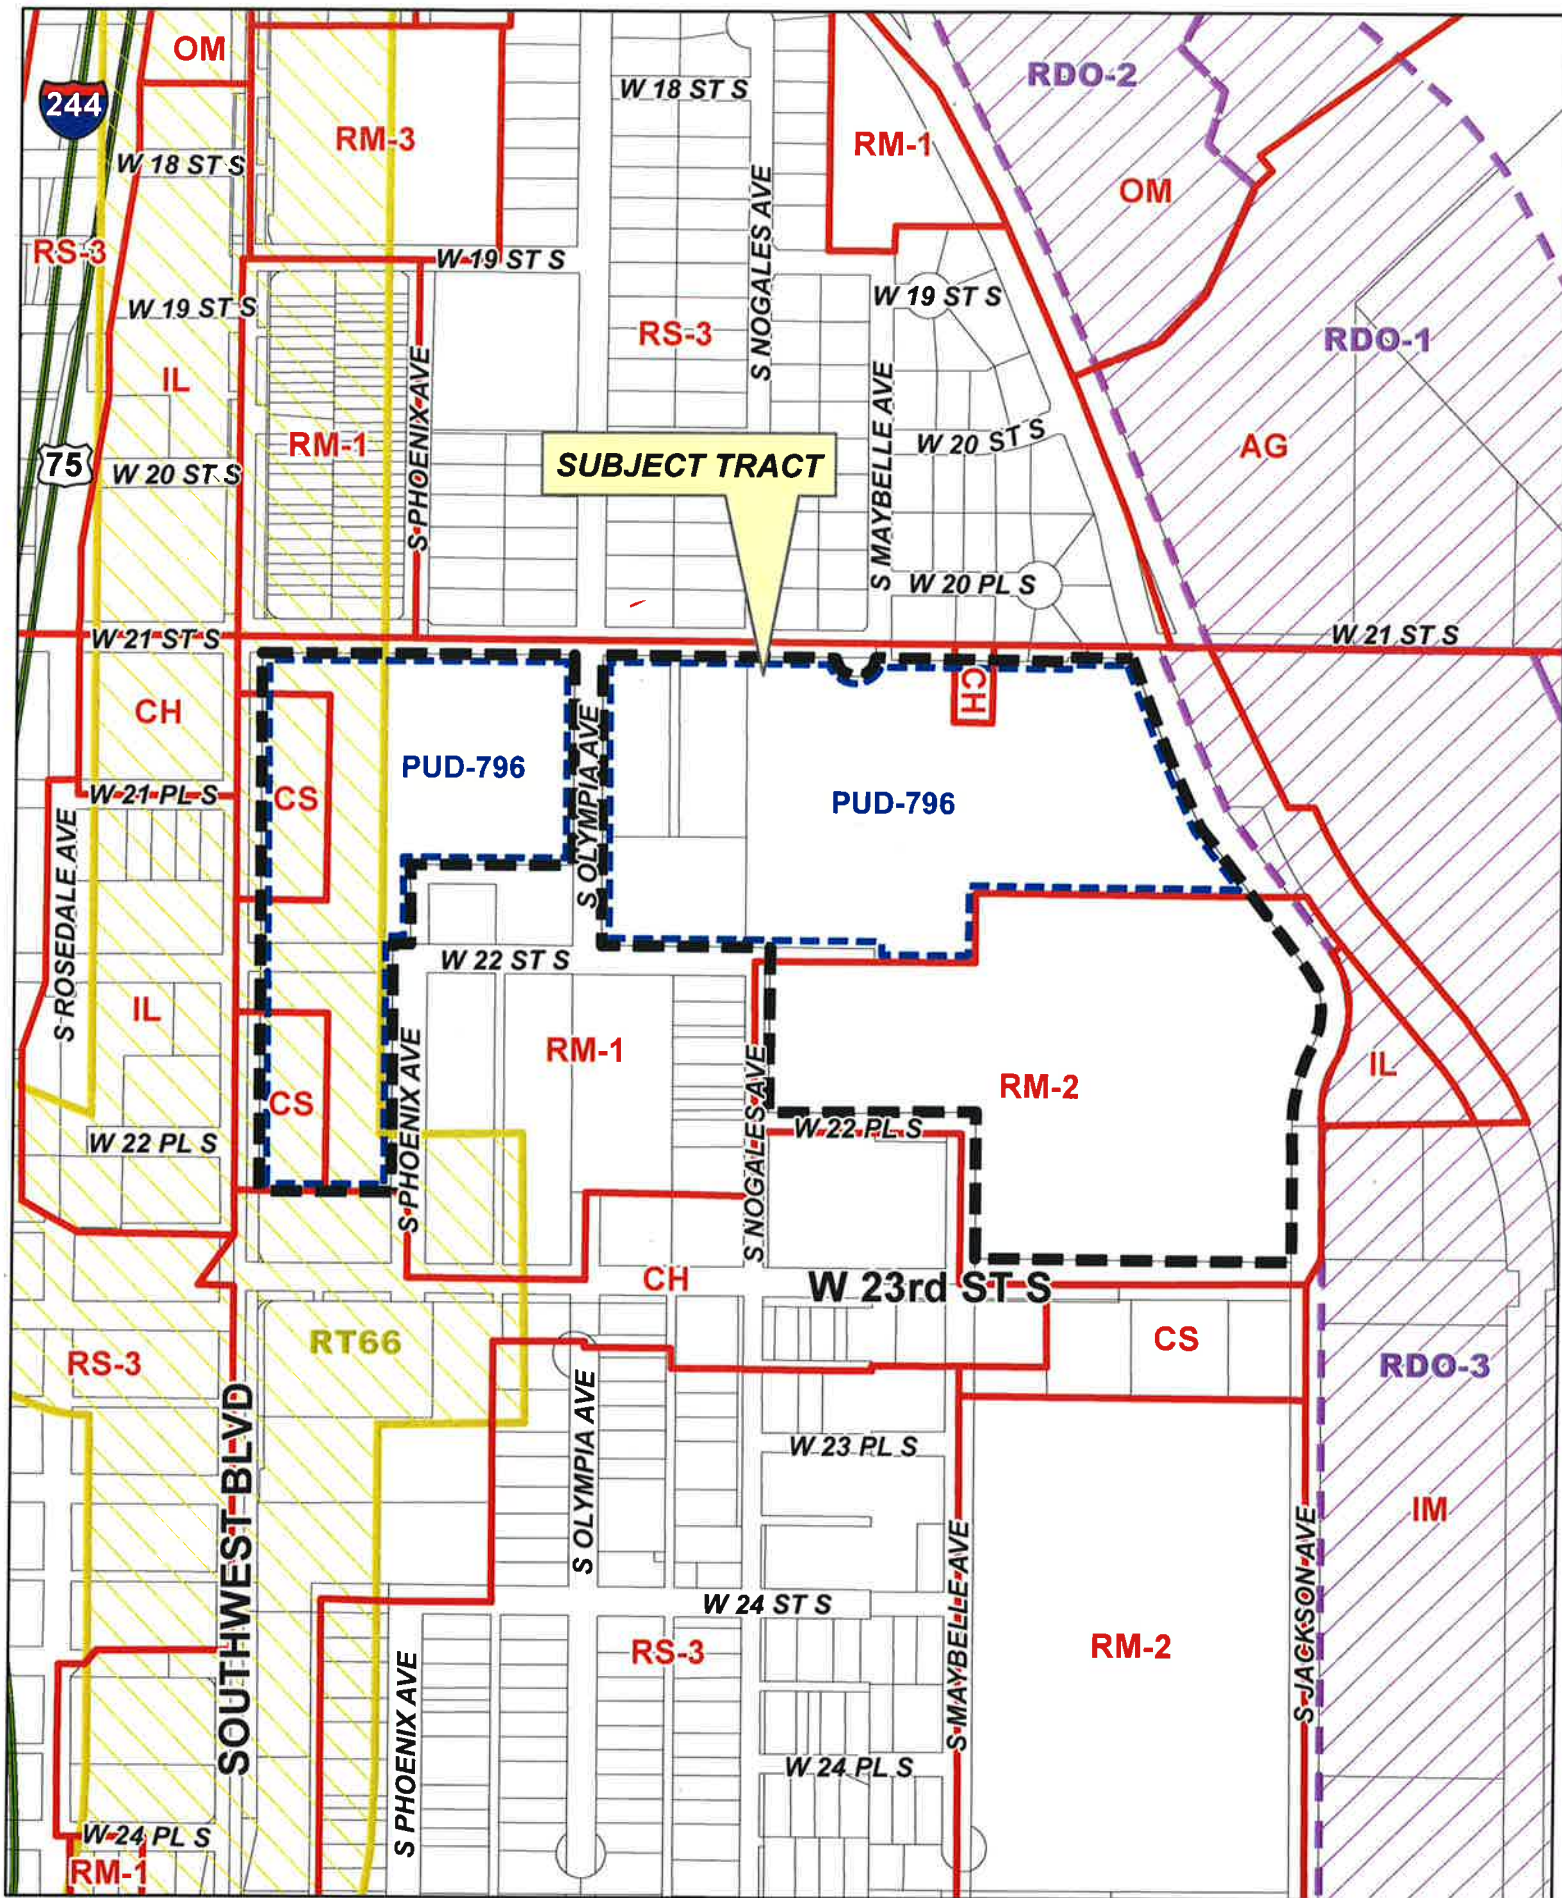 OM
RDO-2
244
W 18 ST S
RM-3
RM-1
W 18 ST S
OM
RS-3
S NOGALES AVE
W 19 ST S
W 19 ST S
W 19 ST S
RS-3
RDO-1
IL
S PHOENIX AVE
S MAYBELLE AVE
RM-1
W 20 ST S
AG
75
W 20 ST S
SUBJECT TRACT
W 20 PL S
W 21 ST S
W 21 ST S
CH
CH
PUD-796
S OLYMPIA AVE
PUD-796
CS
W 21 PL S
S ROSEDALE AVE
W 22 ST S
IL
RM-1
S PHOENIX AVE
S NOGALES AVE
RM-2
IL
CS
W 22 PL S
W 22 PL S
CH
W 23rd ST S
RT66
CS
RS-3
RDO-3
SOUTHWEST BLVD
S OLYMPIA AVE
W 23 PL S
IM
S MAYBELLE AVE
S JACKSON AVE
W 24 ST S
RS-3
RM-2
S PHOENIX AVE
W 24 PL S
W 24 PL S
RM-1